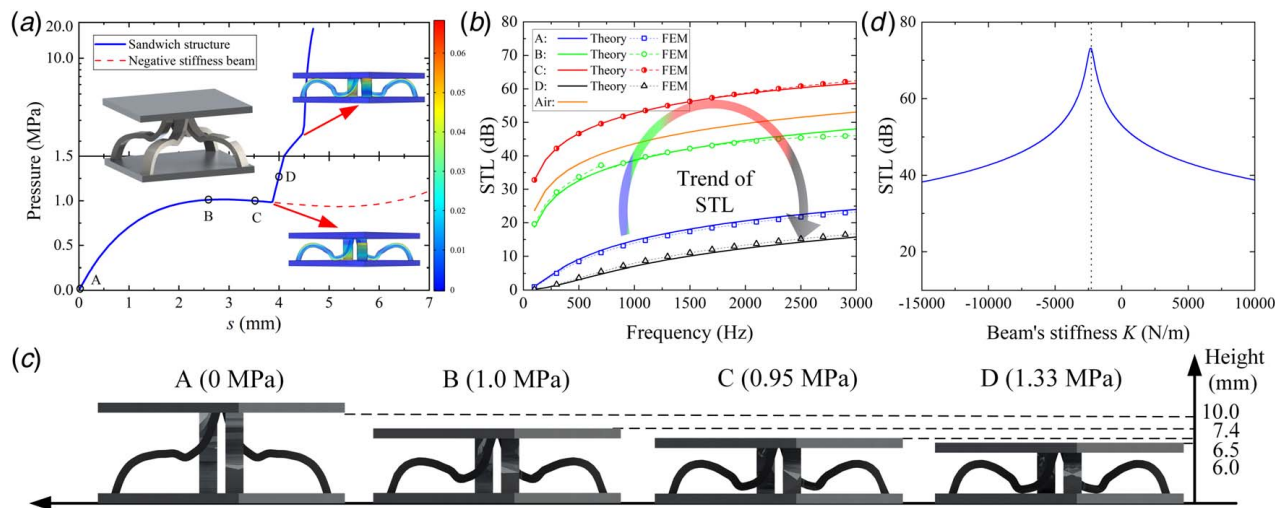 (a)
20.0
10.0
1.5
1.0
0.5
0.0
Pressure (MPa)
Sandwich structure
Negative stiffness beam
A
B
C
D
0.06
0.05
0.04
0.03
0.02
0.01
0
0 1 2 3 4 5 6 7
s (mm)
(b)
80
70
60
50
40
30
20
10
0
STL (dB)
A: Theory FEM
B: Theory FEM
C: Theory FEM
D: Theory FEM
Air:
Trend of
STL
0 500 1000 1500 2000 2500 3000
Frequency (Hz)
(d)
80
60
40
20
STL (dB)
-15000 -10000 -5000 0 5000 10000
Beam's stiffness K (N/m)
(c)
A (0 MPa)
B (1.0 MPa)
C (0.95 MPa)
D (1.33 MPa)
Height
(mm)
10.0
7.4
6.5
6.0